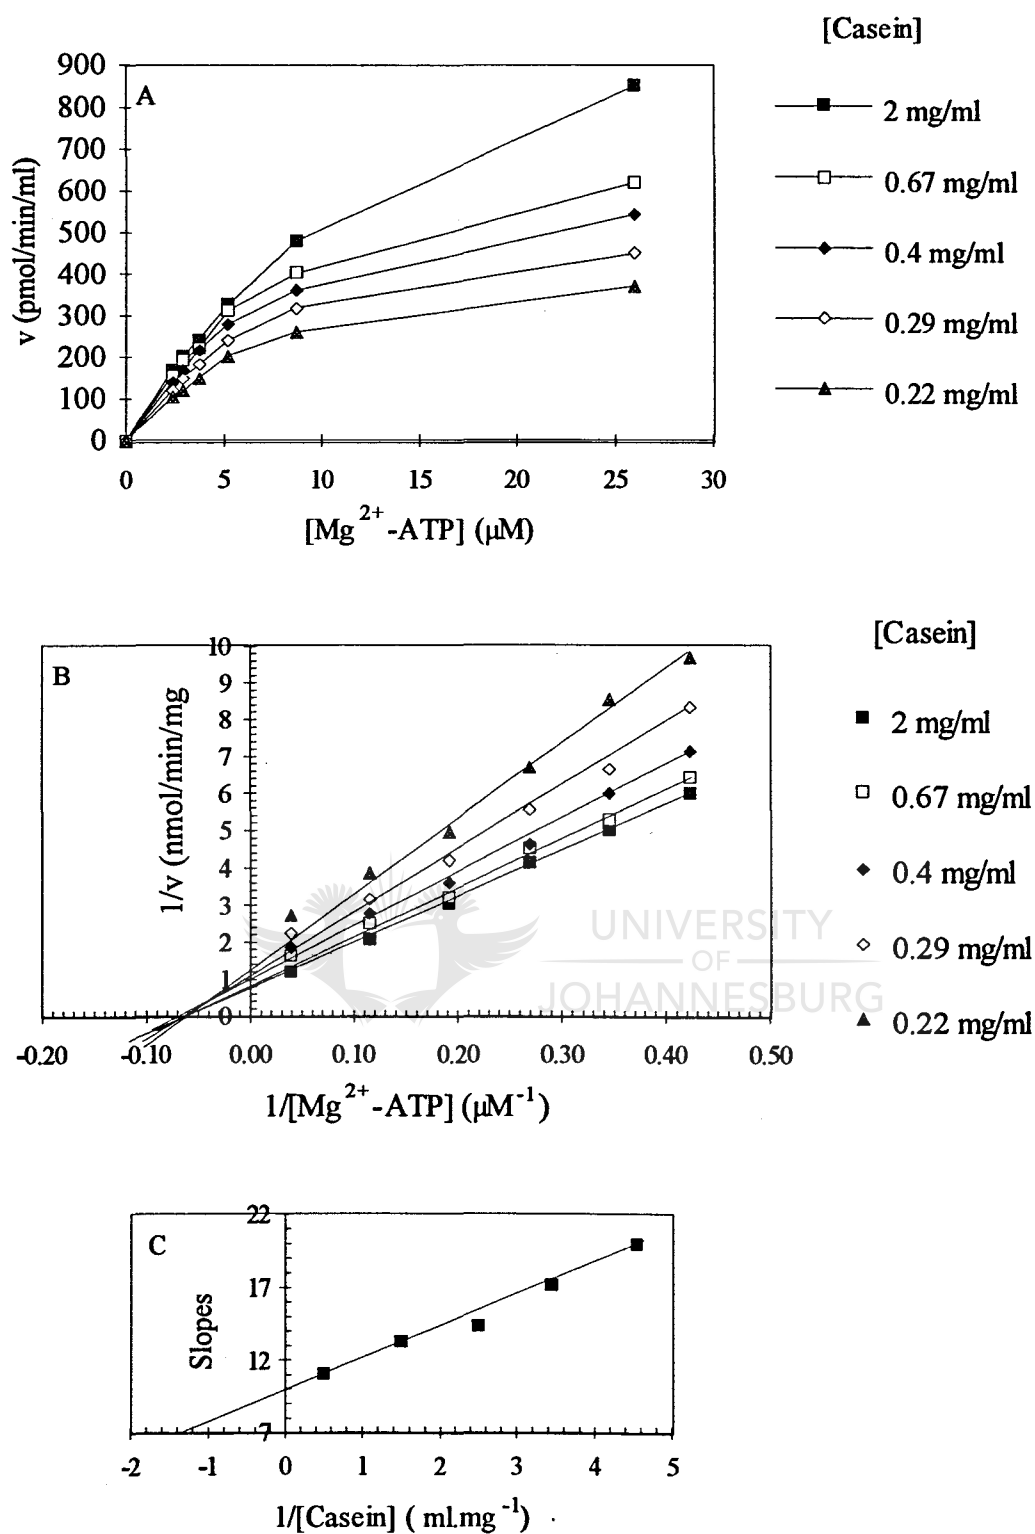 [Casein]
A
900
800
700
600
500
400
300
200
100
0
v (pmol/min/ml)
0 5 10 15 20 25 30
[Mg2+-ATP] (µM)
2 mg/ml
0.67 mg/ml
0.4 mg/ml
0.29 mg/ml
0.22 mg/ml
[Casein]
B
10
9
8
7
6
5
4
3
2
1
0
1/v (nmol/min/mg
-0.20 -0.10 0.00 0.10 0.20 0.30 0.40 0.50
1/[Mg2+-ATP] (µM-1)
2 mg/ml
0.67 mg/ml
0.4 mg/ml
0.29 mg/ml
0.22 mg/ml
UNIVERSITY
OF
JOHANNESBURG
C
22
17
12
7
Slopes
-2 -1 0 1 2 3 4 5
1/[Casein] ( ml.mg-1)